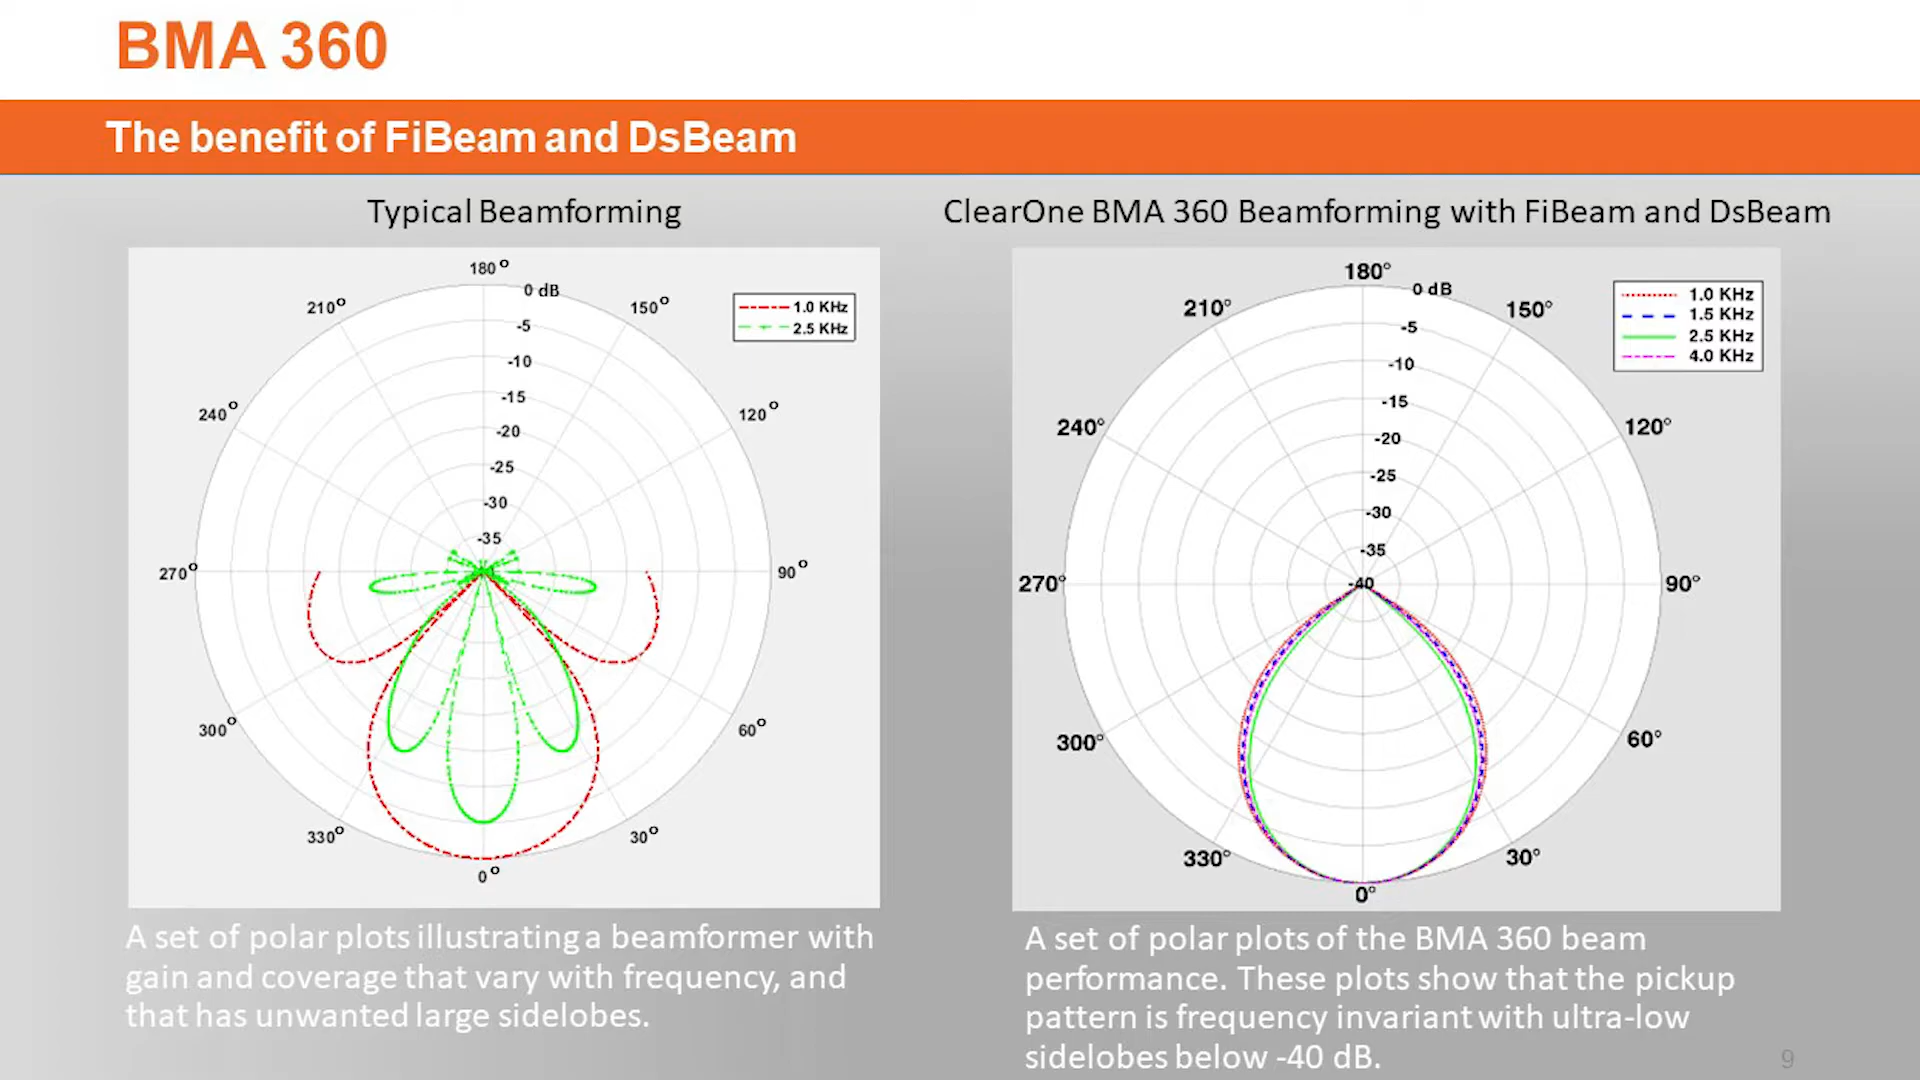 BMA 360
The benefit of FiBeam and DsBeam
Typical Beamforming
180°
0 dB
210°
150°
-5
-10
-15
-20
-25
-30
-35
240°
120°
270°
90°
300°
60°
330°
30°
0°
1.0 KHz
2.5 KHz
A set of polar plots illustrating a beamformer with
gain and coverage that vary with frequency, and
that has unwanted large sidelobes.
ClearOne BMA 360 Beamforming with FiBeam and DsBeam
180°
0 dB
210°
150°
-5
-10
-15
-20
-25
-30
-35
-40
240°
120°
270°
90°
300°
60°
330°
30°
0°
1.0 KHz
1.5 KHz
2.5 KHz
4.0 KHz
A set of polar plots of the BMA 360 beam
performance. These plots show that the pickup
pattern is frequency invariant with ultra-low
sidelobes below -40 dB.
9